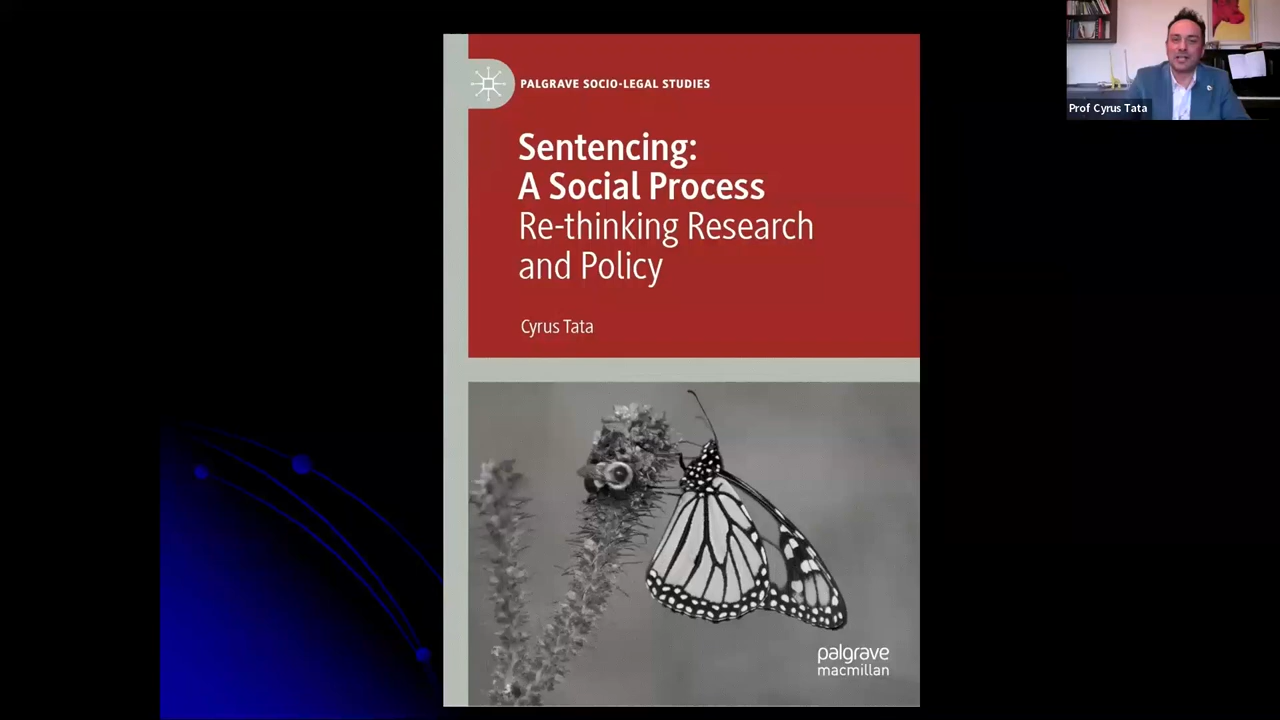 PALGRAVE SOCIO-LEGAL STUDIES
Sentencing:
A Social Process
Re-thinking Research
and Policy
Cyrus Tata
palgrave
macmillan
Prof Cyrus Tata